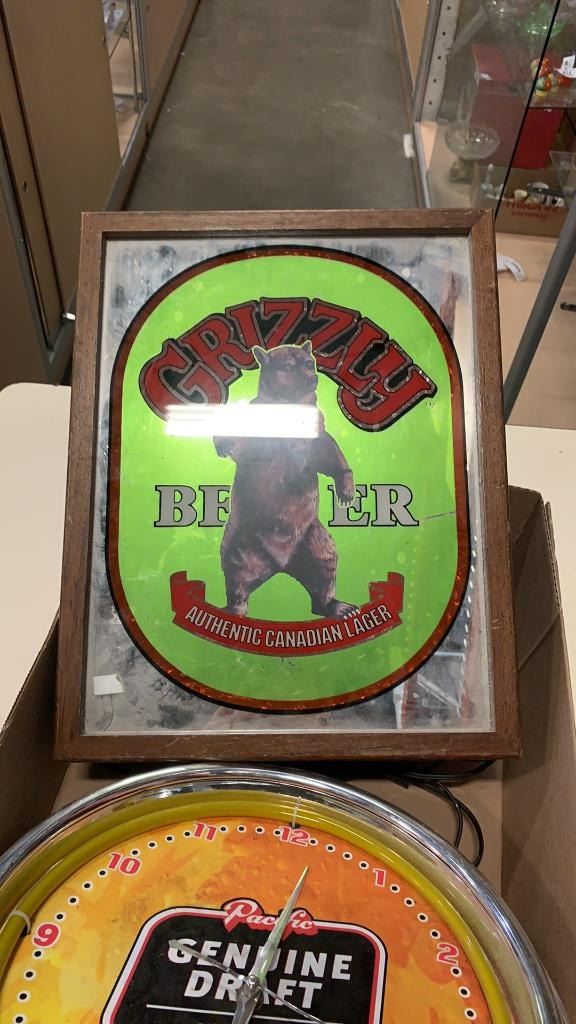 GRIZZLY
BEER
AUTHENTIC CANADIAN LAGER
11 12
10 1
9 2
Pacific
GENUINE
DRAFT